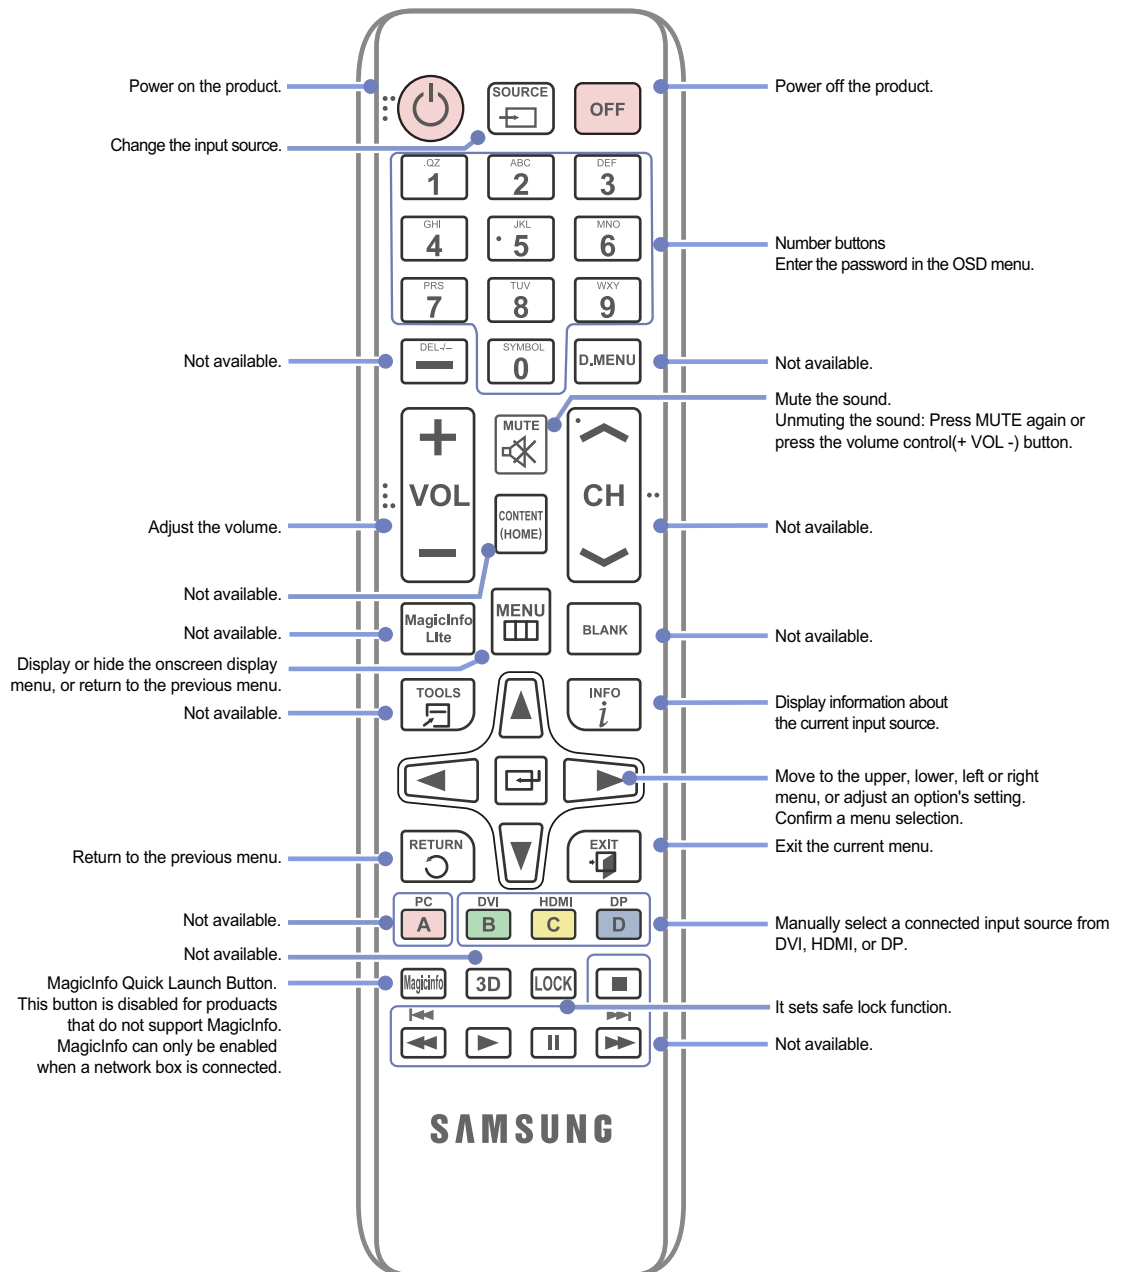 Power on the product.
SOURCE
OFF
Power off the product.
Change the input source.
.QZ
1
ABC
2
DEF
3
GHI
4
JKL
5
MNO
6
Number buttons
Enter the password in the OSD menu.
PRS
7
TUV
8
WXY
9
Not available.
DEL-/--
SYMBOL
0
D.MENU
Not available.
Mute the sound.
Unmuting the sound: Press MUTE again or
press the volume control(+ VOL -) button.
+
VOL
−
MUTE
CH
CONTENT
(HOME)
Adjust the volume.
Not available.
Not available.
Not available.
MagicInfo
LIte
MENU
BLANK
Not available.
Display or hide the onscreen display
menu, or return to the previous menu.
Not available.
TOOLS
INFO
i
Display information about
the current input source.
Move to the upper, lower, left or right
menu, or adjust an option's setting.
Confirm a menu selection.
Return to the previous menu.
RETURN
EXIT
Exit the current menu.
Not available.
PC
A
DVI
B
HDMI
C
DP
D
Manually select a connected input source from
DVI, HDMI, or DP.
Not available.
MagicInfo Quick Launch Button.
This button is disabled for produacts
that do not support MagicInfo.
MagicInfo can only be enabled
when a network box is connected.
Magicinfo
3D
LOCK
It sets safe lock function.
Not available.
SAMSUNG